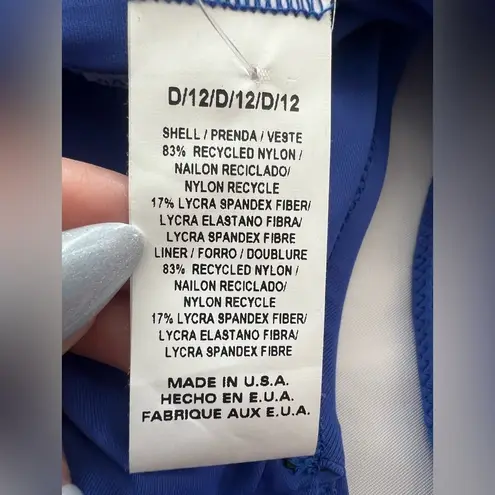 D/12/D/12/D/12
SHELL / PRENDA / VESTE
83% RECYCLED NYLON /
NAILON RECICLADO/
NYLON RECYCLE
17% LYCRA SPANDEX FIBER/
LYCRA ELASTANO FIBRA/
LYCRA SPANDEX FIBRE
LINER / FORRO / DOUBLURE
83% RECYCLED NYLON /
NAILON RECICLADO/
NYLON RECYCLE
17% LYCRA SPANDEX FIBER/
LYCRA ELASTANO FIBRA/
LYCRA SPANDEX FIBRE
MADE IN U.S.A.
HECHO EN E.U.A.
FABRIQUE AUX E.U.A.